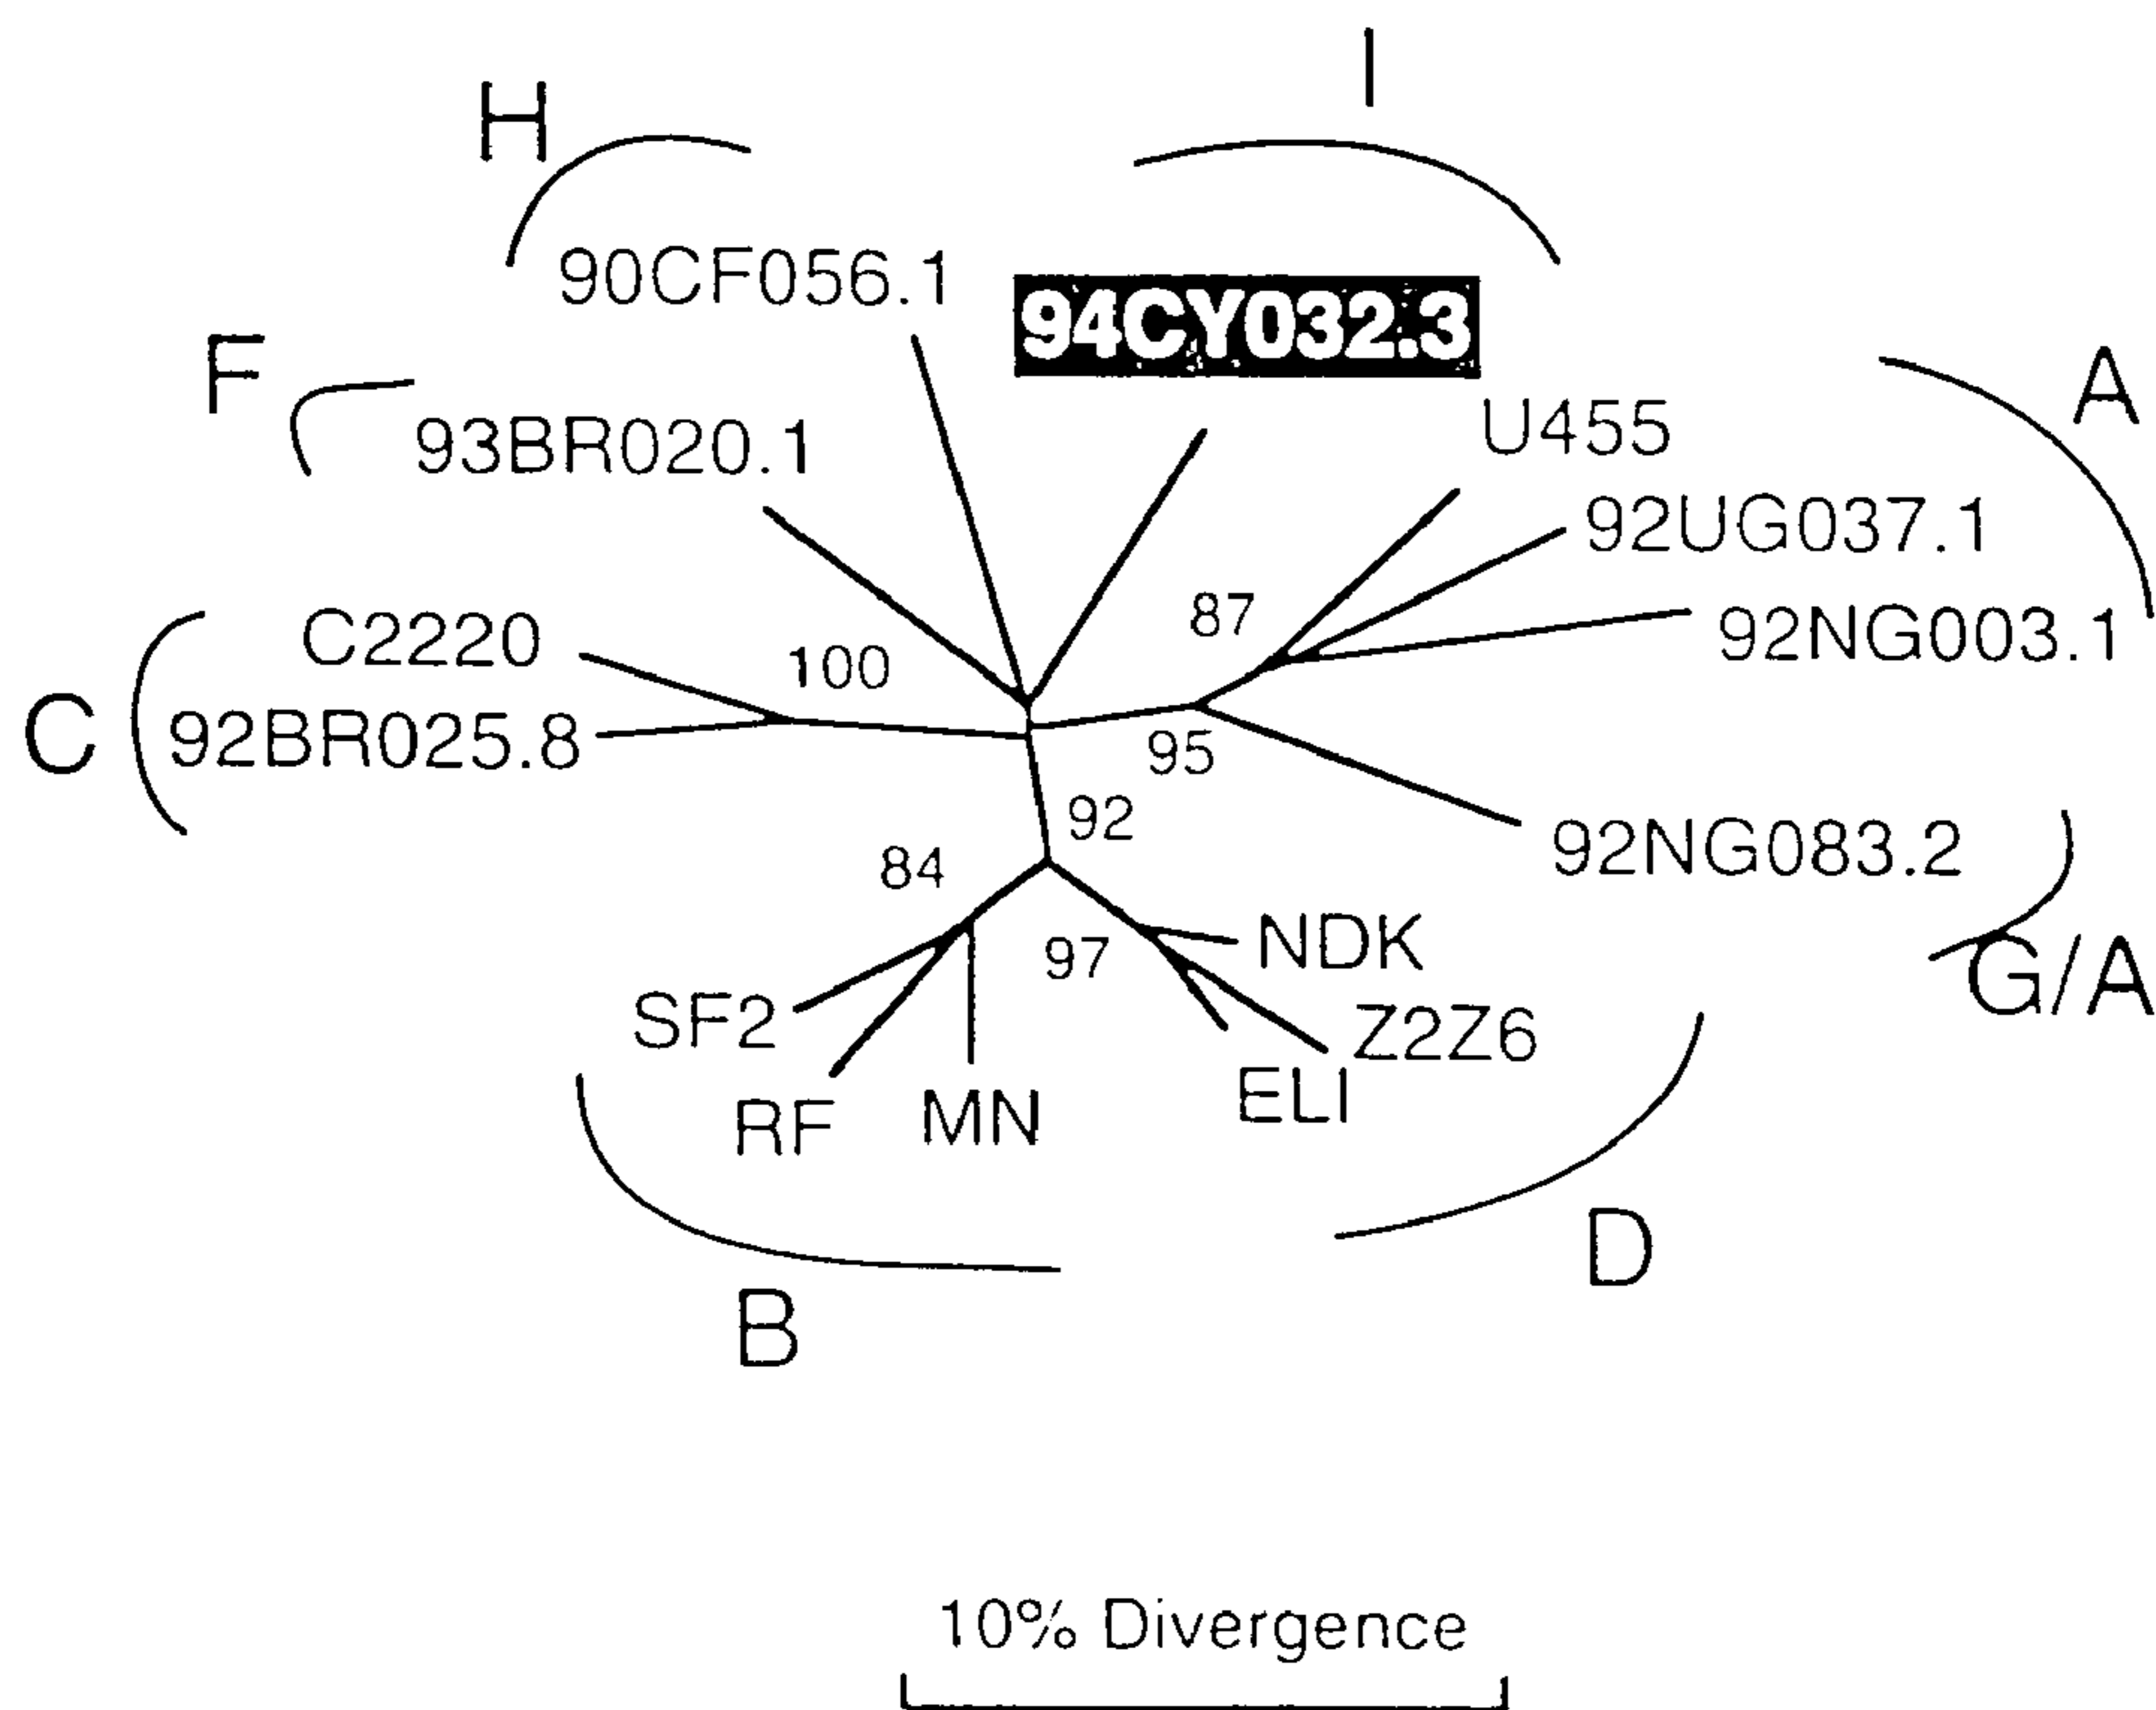 I
H
90CF056.1
94CY032.3
F
A
93BR020.1
U455
92UG037.1
87
C2220
100
92NG003.1
C
92BR025.8
95
92
84
92NG083.2
NDK
97
G/A
SF2
Z2Z6
ELI
RF
MN
D
B
10% Divergence